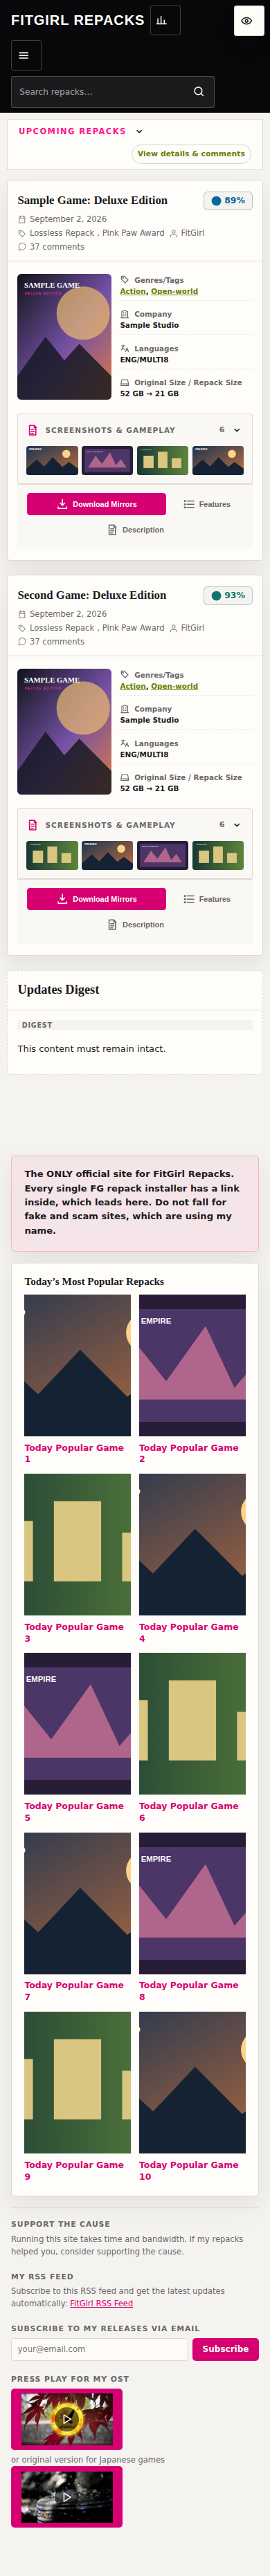 FITGIRL REPACKS
Search repacks...
UPCOMING REPACKS
View details & comments
Sample Game: Deluxe Edition
89%
September 2, 2026
Lossless Repack , Pink Paw Award FitGirl
37 comments
SAMPLE GAME
DELUXE EDITION
Genres/Tags
Action, Open-world
Company
Sample Studio
Languages
ENG/MULTI8
Original Size / Repack Size
52 GB → 21 GB
SCREENSHOTS & GAMEPLAY 6
Download Mirrors
Features
Description
Second Game: Deluxe Edition
93%
September 2, 2026
Lossless Repack , Pink Paw Award FitGirl
37 comments
SAMPLE GAME
DELUXE EDITION
Genres/Tags
Action, Open-world
Company
Sample Studio
Languages
ENG/MULTI8
Original Size / Repack Size
52 GB → 21 GB
SCREENSHOTS & GAMEPLAY 6
Download Mirrors
Features
Description
Updates Digest
DIGEST
This content must remain intact.
The ONLY official site for FitGirl Repacks.
Every single FG repack installer has a link
inside, which leads here. Do not fall for
fake and scam sites, which are using my
name.
Today's Most Popular Repacks
EMPIRE
Today Popular Game
1
Today Popular Game
2
Today Popular Game
3
Today Popular Game
4
EMPIRE
Today Popular Game
5
Today Popular Game
6
EMPIRE
Today Popular Game
7
Today Popular Game
8
Today Popular Game
9
Today Popular Game
10
SUPPORT THE CAUSE
Running this site takes time and bandwidth. If my repacks
helped you, consider supporting the cause.
MY RSS FEED
Subscribe to this RSS feed and get the latest updates
automatically: FitGirl RSS Feed
SUBSCRIBE TO MY RELEASES VIA EMAIL
your@email.com
Subscribe
PRESS PLAY FOR MY OST
or original version for Japanese games